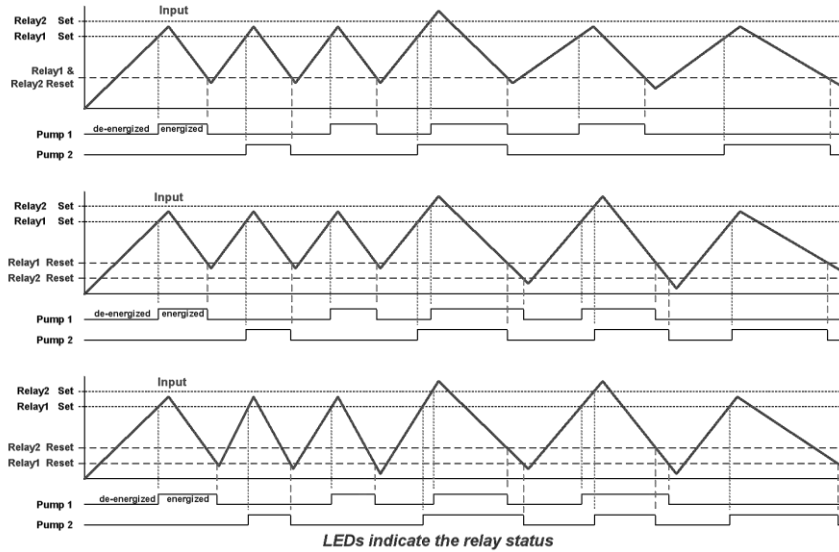 Relay2 Set
Input
Relay1 Set
Relay1 &
Relay2 Reset
Pump 1 de-energized energized
Pump 2
Input
Relay2 Set
Relay1 Set
Relay1 Reset
Relay2 Reset
Pump 1 de-energized energized
Pump 2
Input
Relay2 Set
Relay1 Set
Relay2 Reset
Relay1 Reset
Pump 1 de-energized energized
Pump 2
LEDs indicate the relay status